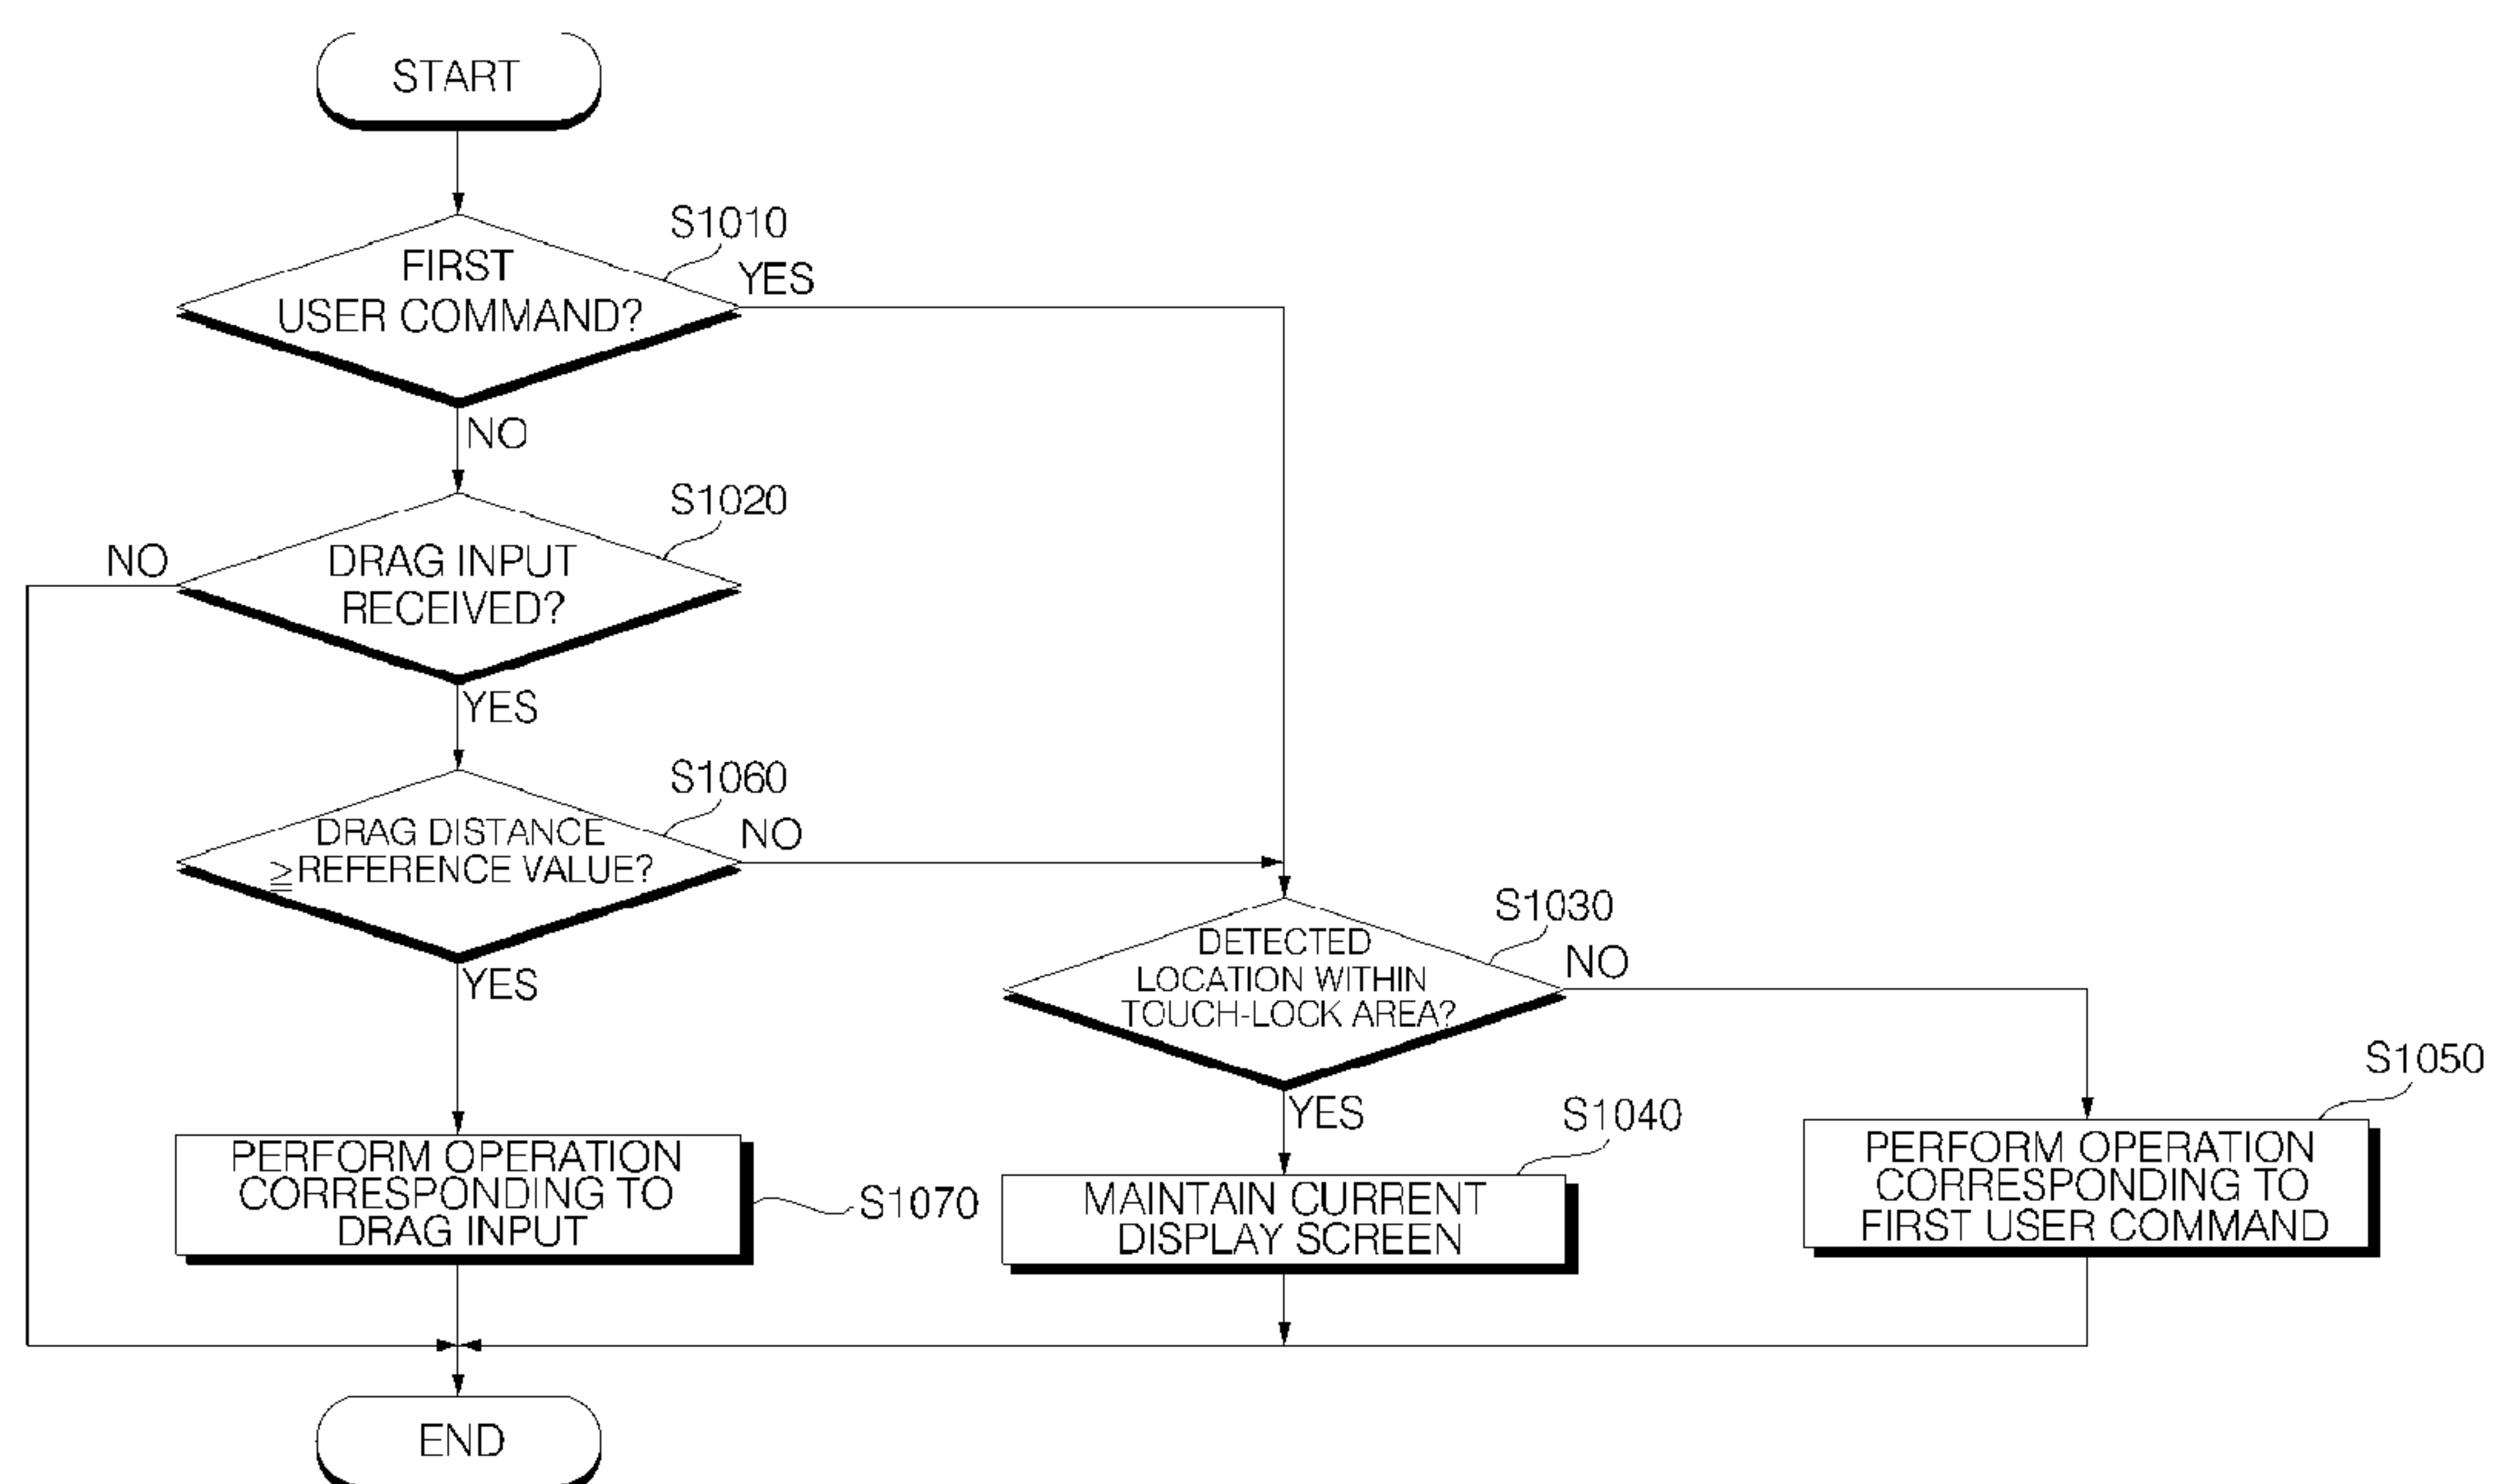 START
S1010
FIRST
USER COMMAND?
YES
NO
S1020
DRAG INPUT
RECEIVED?
NO
YES
S1060
DRAG DISTANCE
≧REFERENCE VALUE?
NO
YES
S1030
DETECTED
LOCATION WITHIN
TOUCH-LOCK AREA?
NO
YES
S1040
S1050
PERFORM OPERATION
CORRESPONDING TO
DRAG INPUT
S1070
MAINTAIN CURRENT
DISPLAY SCREEN
PERFORM OPERATION
CORRESPONDING TO
FIRST USER COMMAND
END